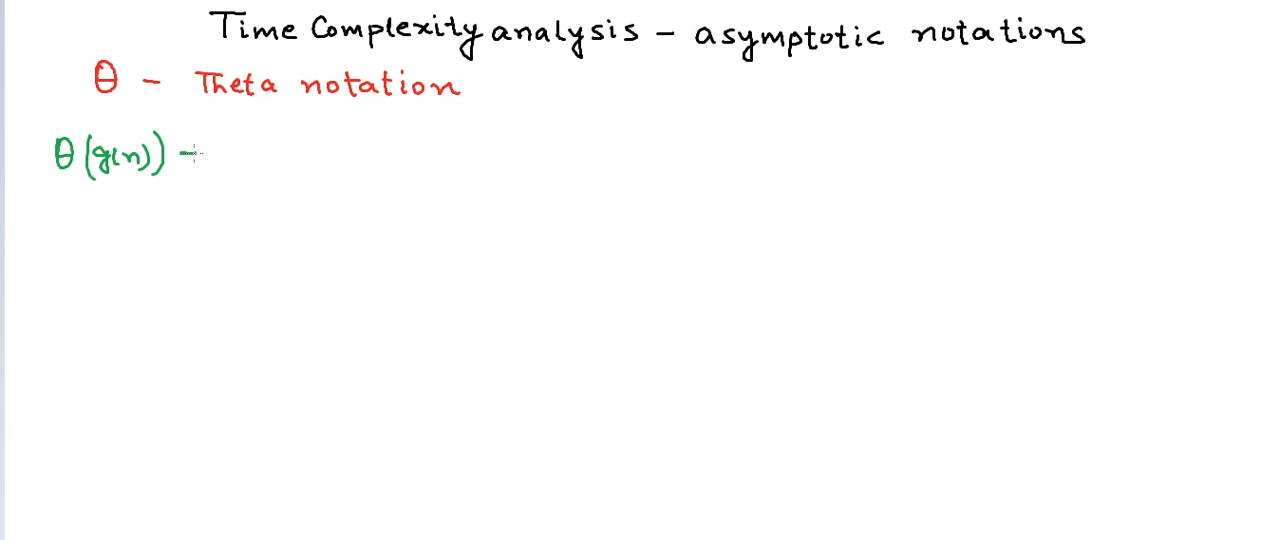 Time Complexity analysis – asymptotic notations
θ – Theta notation
θ(g(n)) –